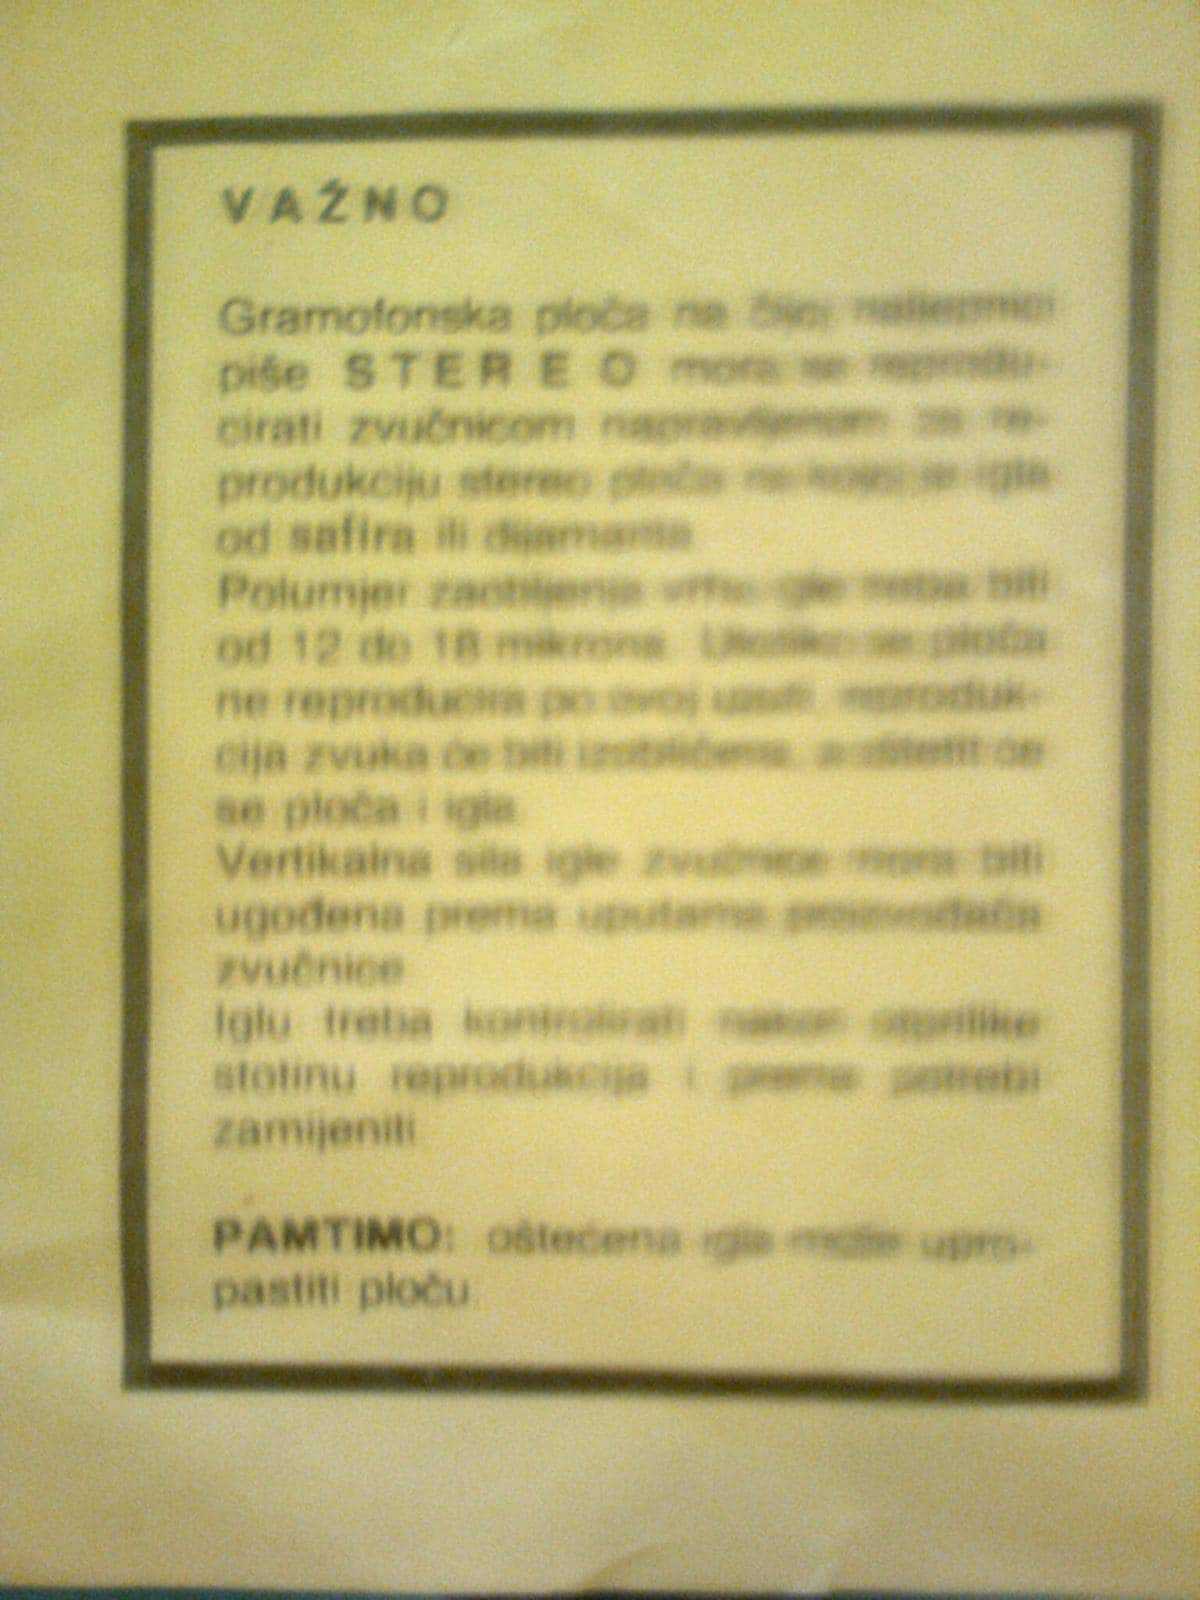 VAŽNO
Gramofonska ploča na čijoj naljepnici
piše STEREO mora se reprodu-
cirati zvučnicom napravljenom za re-
produkciju stereo ploča na kojoj je igla
od safira ili dijamanta.
Polumjer zaobljenja vrha igle treba biti
od 12 do 18 mikrona. Ukoliko se ploča
ne reproducira po ovoj uputi, reproduk-
cija zvuka će biti izobličena, a oštetit će
se ploča i igla.
Vertikalna sila igle zvučnice mora biti
ugođena prema uputama proizvođača
zvučnice.
Iglu treba kontrolirati nakon otprilike
stotinu reprodukcija i prema potrebi
zamijeniti.
PAMTIMO: oštećena igla može upro-
pastiti ploču.